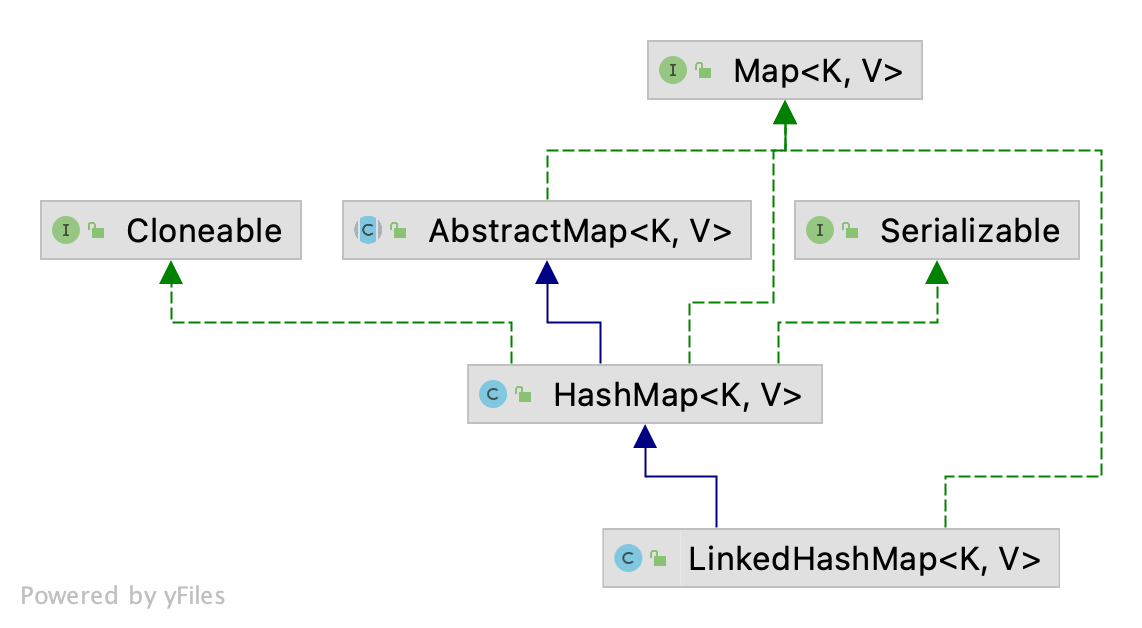 I Map<K, V>
I Cloneable
C AbstractMap<K, V>
I Serializable
C HashMap<K, V>
C LinkedHashMap<K, V>
Powered by yFiles